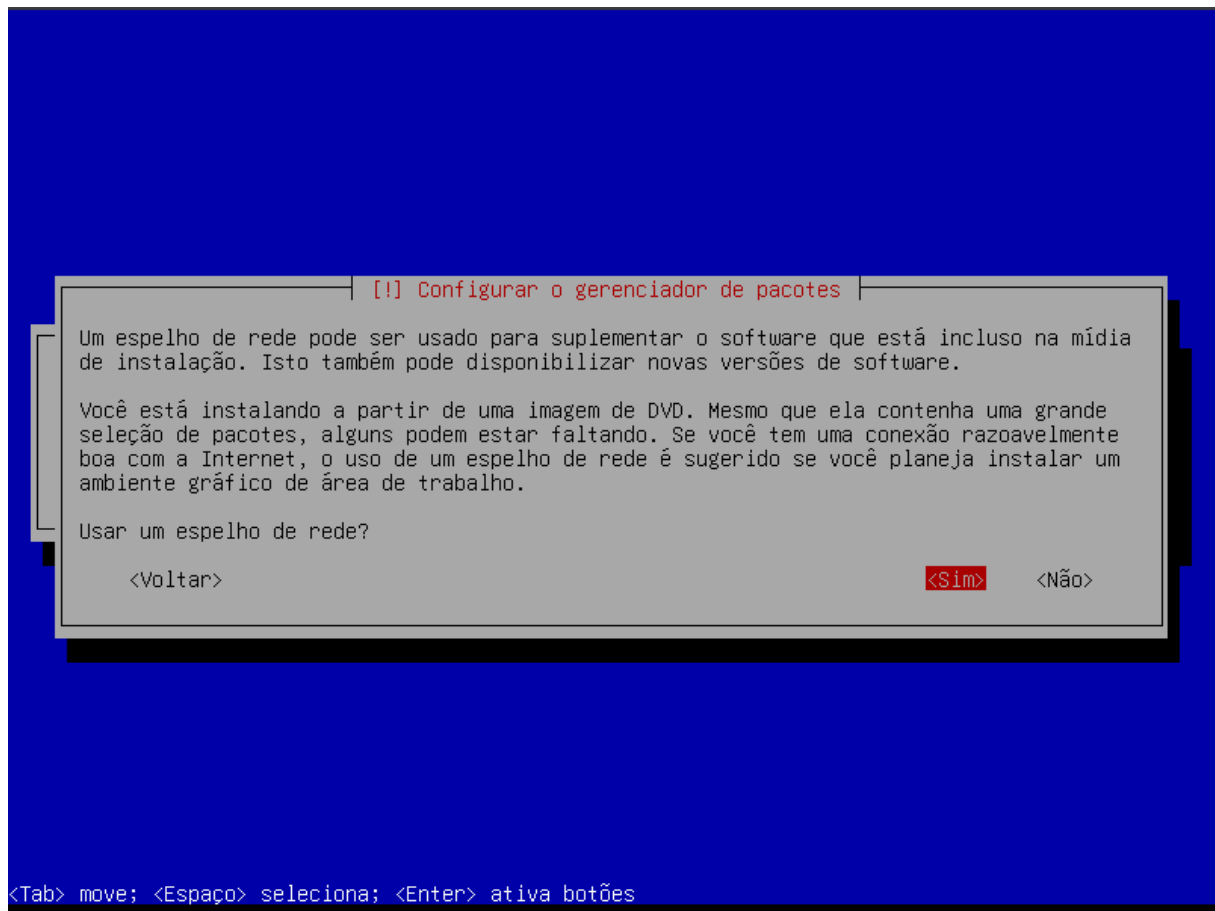 [!] Configurar o gerenciador de pacotes
Um espelho de rede pode ser usado para suplementar o software que está incluso na mídia
de instalação. Isto também pode disponibilizar novas versões de software.
Você está instalando a partir de uma imagem de DVD. Mesmo que ela contenha uma grande
seleção de pacotes, alguns podem estar faltando. Se você tem uma conexão razoavelmente
boa com a Internet, o uso de um espelho de rede é sugerido se você planeja instalar um
ambiente gráfico de área de trabalho.
Usar um espelho de rede?
<Voltar> <Sim> <Não>
<Tab> move; <Espaço> seleciona; <Enter> ativa botões